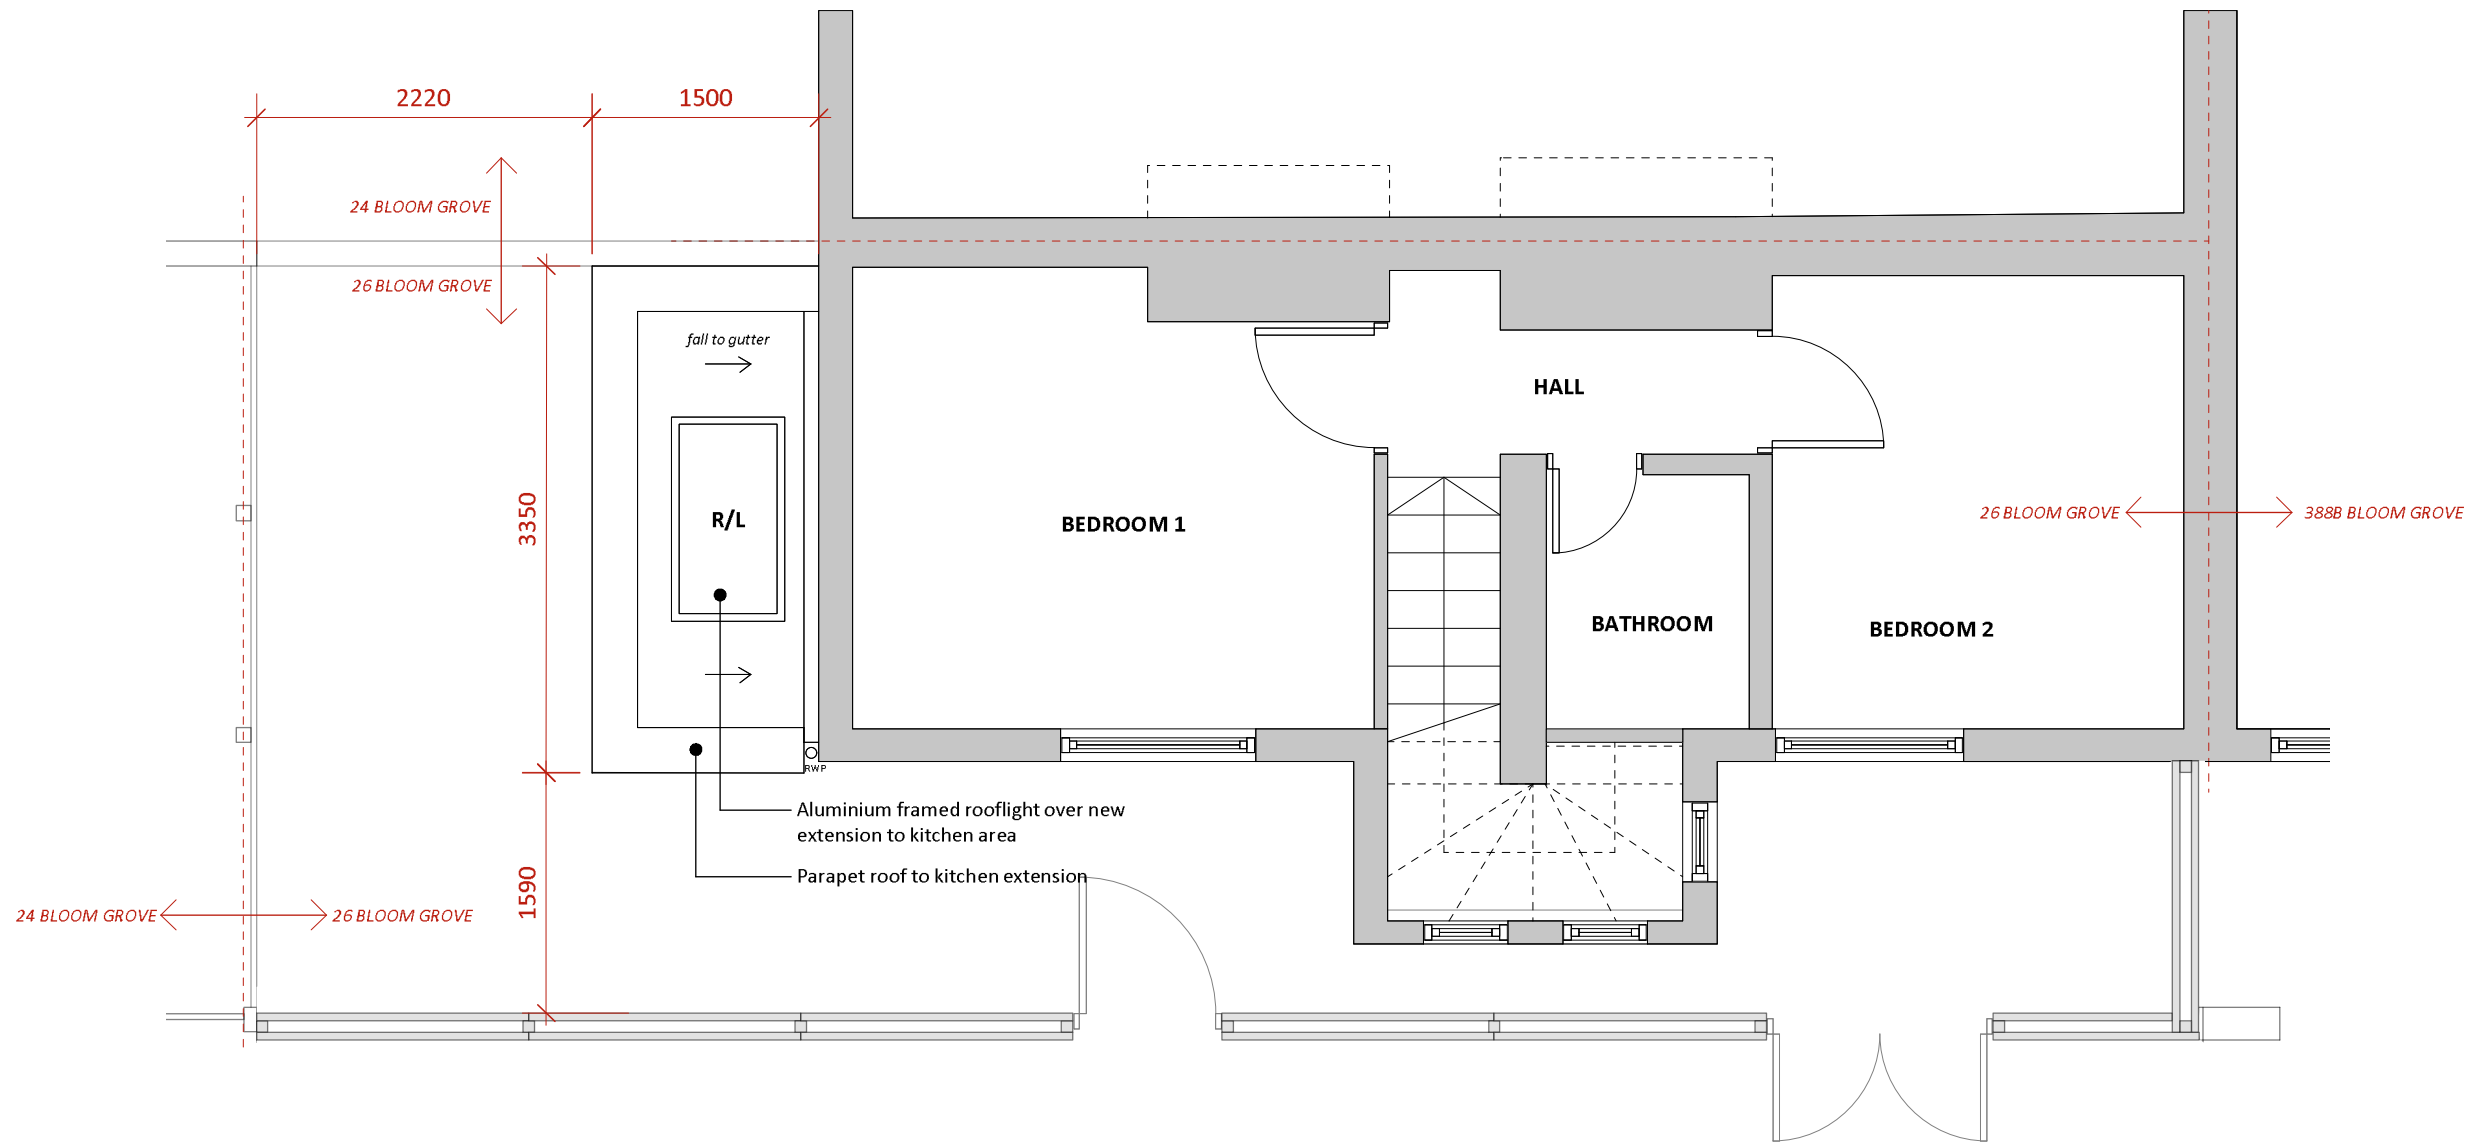 2220
1500
24 BLOOM GROVE
26 BLOOM GROVE
fall to gutter
HALL
3350
R/L
BEDROOM 1
26 BLOOM GROVE
388B BLOOM GROVE
BATHROOM
BEDROOM 2
RWP
Aluminium framed rooflight over new
extension to kitchen area
Parapet roof to kitchen extension
1590
24 BLOOM GROVE
26 BLOOM GROVE